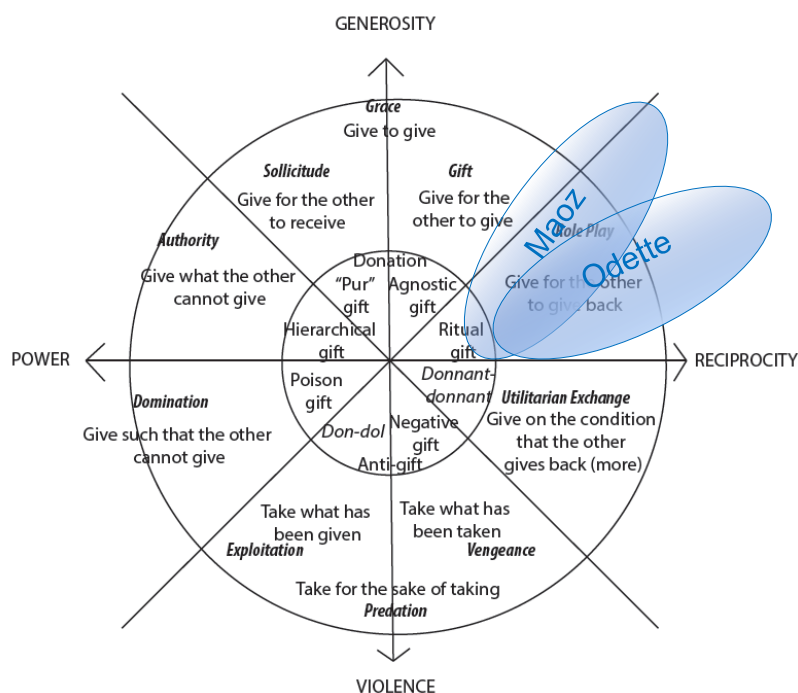 GENEROSITY
Grace
Give to give
Sollicitude
Give for the other
to receive
Gift
Give for the
other to give
Authority
Give what the other
cannot give
Maoz
Role Play
Odette
Give for the other
to give back
Donation
“Pur”
gift
Agnostic
gift
Hierarchical
gift
Ritual
gift
POWER
RECIPROCITY
Poison
gift
Donnant-
donnant
Domination
Give such that the other
cannot give
Utilitarian Exchange
Give on the condition
that the other
gives back (more)
Don-dol
Negative
gift
Anti-gift
Take what has
been given
Exploitation
Take what has
been taken
Vengeance
Take for the sake of taking
Predation
VIOLENCE